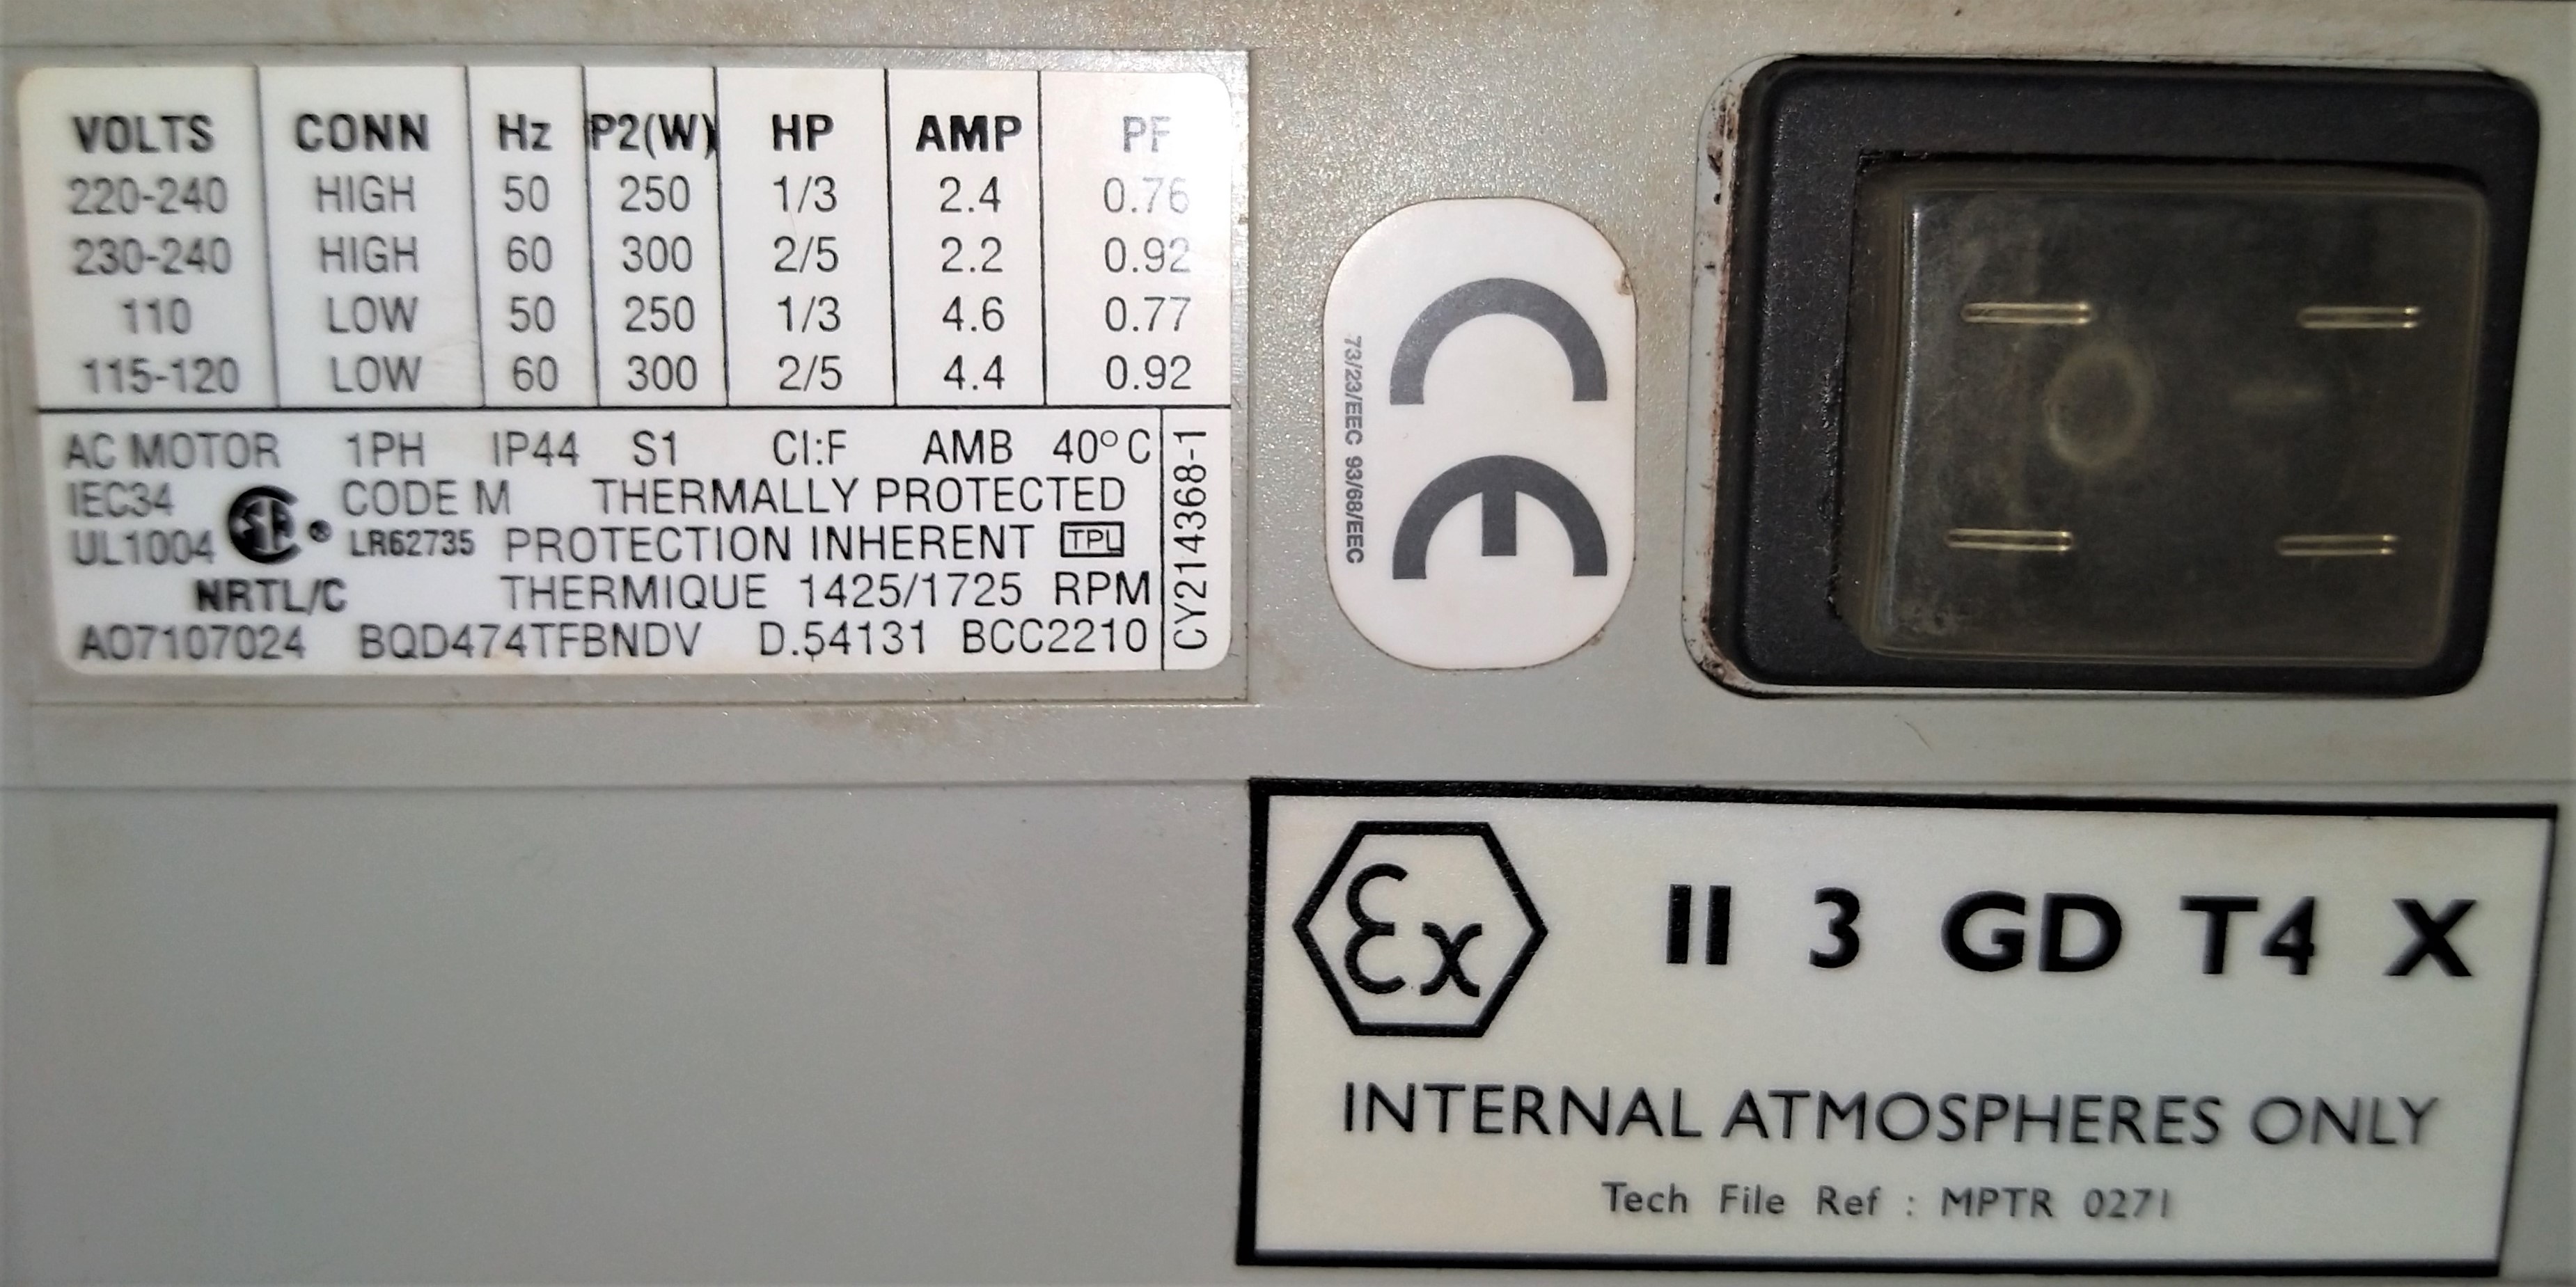 VOLTS CONN Hz P2(W) HP AMP PF
220-240 HIGH 50 250 1/3 2.4 0.76
230-240 HIGH 60 300 2/5 2.2 0.92
110 LOW 50 250 1/3 4.6 0.77
115-120 LOW 60 300 2/5 4.4 0.92
AC MOTOR 1PH IP44 S1 CI:F AMB 40°C
IEC34 CODE M THERMALLY PROTECTED
UL1004 SA ® LR62735 PROTECTION INHERENT TPL
NRTL/C THERMIQUE 1425/1725 RPM
AO7107024 BQD474TFBNDV D.54131 BCC2210
CY214368-1
CE
73/23/EEC 93/68/EEC
Ex II 3 GD T4 X
INTERNAL ATMOSPHERES ONLY
Tech File Ref : MPTR 0271